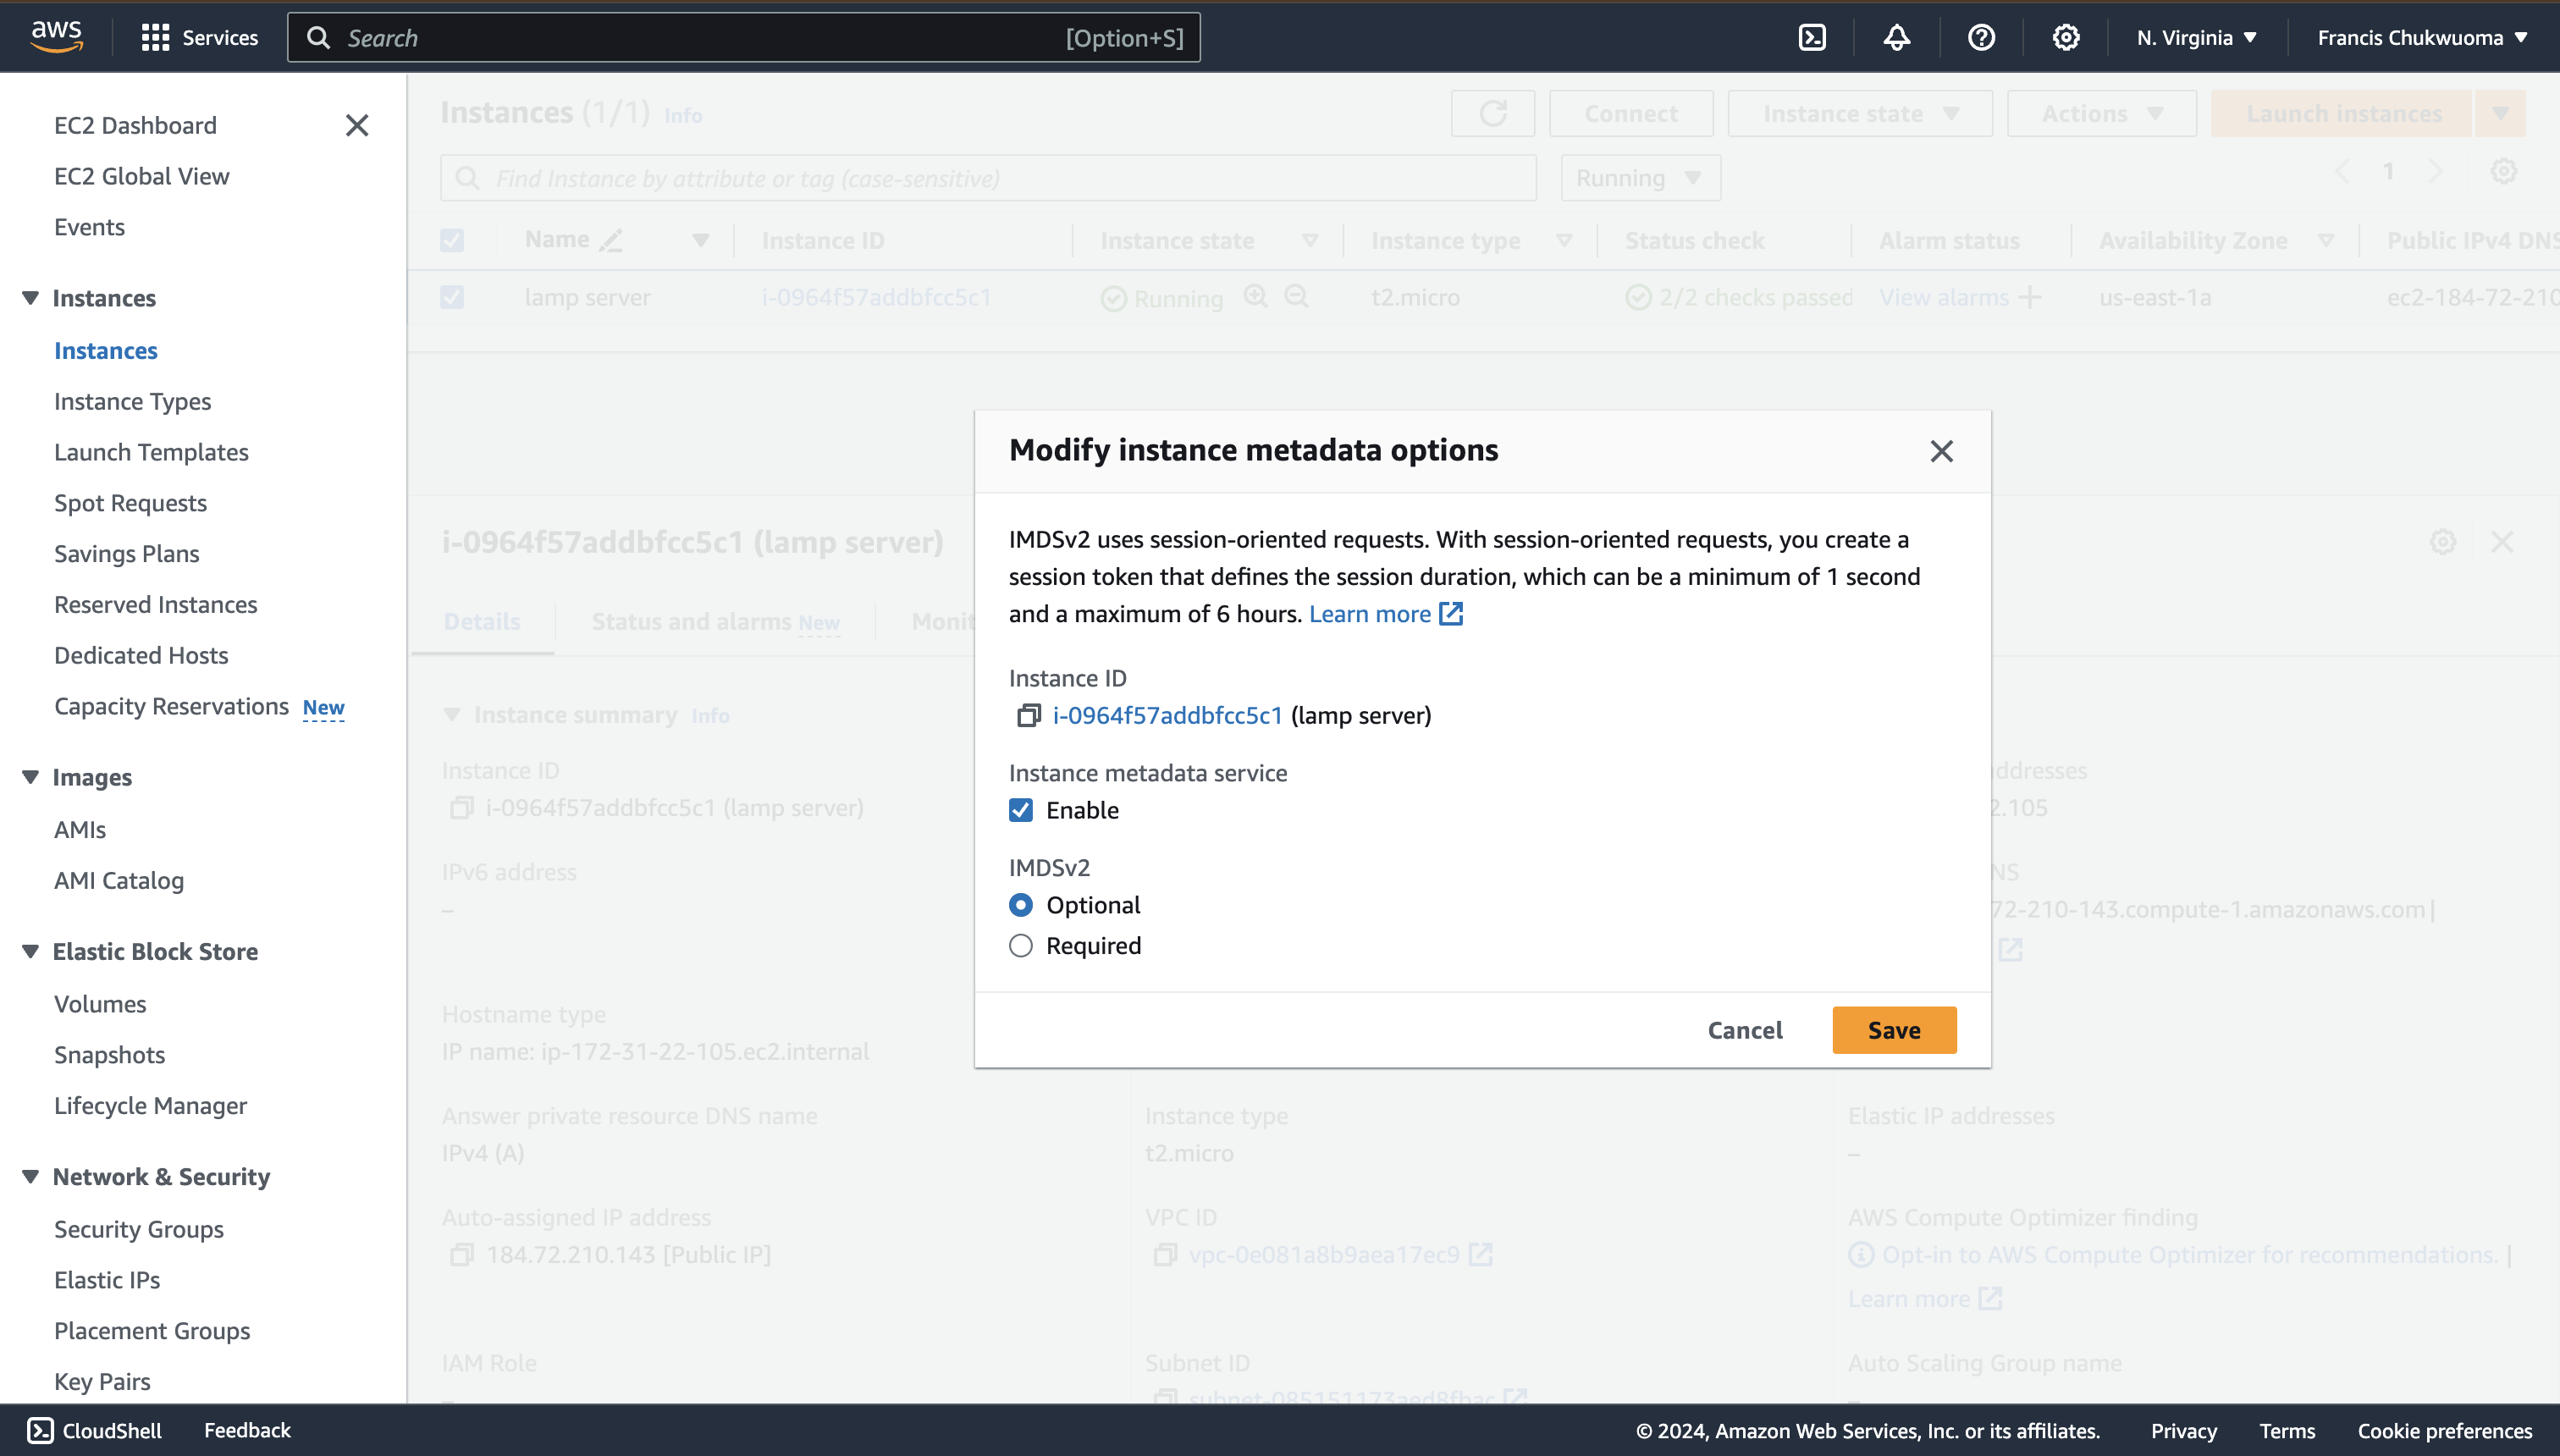 aws
Services
Search
[Option+S]
N. Virginia
Francis Chukwuoma
EC2 Dashboard
EC2 Global View
Events
Instances
Instances
Instance Types
Launch Templates
Spot Requests
Savings Plans
Reserved Instances
Dedicated Hosts
Capacity Reservations New
Images
AMIs
AMI Catalog
Elastic Block Store
Volumes
Snapshots
Lifecycle Manager
Network & Security
Security Groups
Elastic IPs
Placement Groups
Key Pairs
Instances (1/1) Info
Connect
Instance state
Actions
Launch instances
Find Instance by attribute or tag (case-sensitive)
Running
1
Name Instance ID Instance state Instance type Status check Alarm status Availability Zone Public IPv4 DNS
lamp server i-0964f57addbfcc5c1 Running t2.micro 2/2 checks passed View alarms us-east-1a ec2-184-72-210
i-0964f57addbfcc5c1 (lamp server)
Details Status and alarms New Monit
Instance summary Info
Instance ID
i-0964f57addbfcc5c1 (lamp server)
IPv6 address
–
Hostname type
IP name: ip-172-31-22-105.ec2.internal
Answer private resource DNS name
IPv4 (A)
Auto-assigned IP address
184.72.210.143 [Public IP]
IAM Role
Modify instance metadata options
IMDSv2 uses session-oriented requests. With session-oriented requests, you create a
session token that defines the session duration, which can be a minimum of 1 second
and a maximum of 6 hours. Learn more
Instance ID
i-0964f57addbfcc5c1 (lamp server)
Instance metadata service
Enable
IMDSv2
Optional
Required
Cancel
Save
Instance type
t2.micro
VPC ID
vpc-0e081a8b9aea17ec9
Subnet ID
subnet-085151173aed8fbac
ddresses
2.105
NS
72-210-143.compute-1.amazonaws.com |
Elastic IP addresses
–
AWS Compute Optimizer finding
Opt-in to AWS Compute Optimizer for recommendations. |
Learn more
Auto Scaling Group name
CloudShell
Feedback
© 2024, Amazon Web Services, Inc. or its affiliates.
Privacy
Terms
Cookie preferences